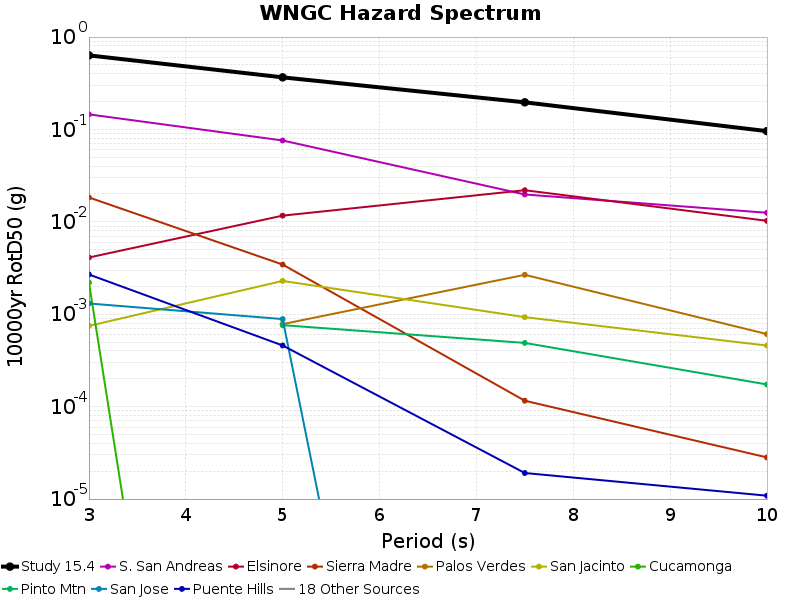 WNGC Hazard Spectrum
10^0
10^-1
10^-2
10^-3
10^-4
10^-5
10000yr RotD50 (g)
3 4 5 6 7 8 9 10
Period (s)
Study 15.4 S. San Andreas Elsinore Sierra Madre Palos Verdes San Jacinto Cucamonga
Pinto Mtn San Jose Puente Hills 18 Other Sources